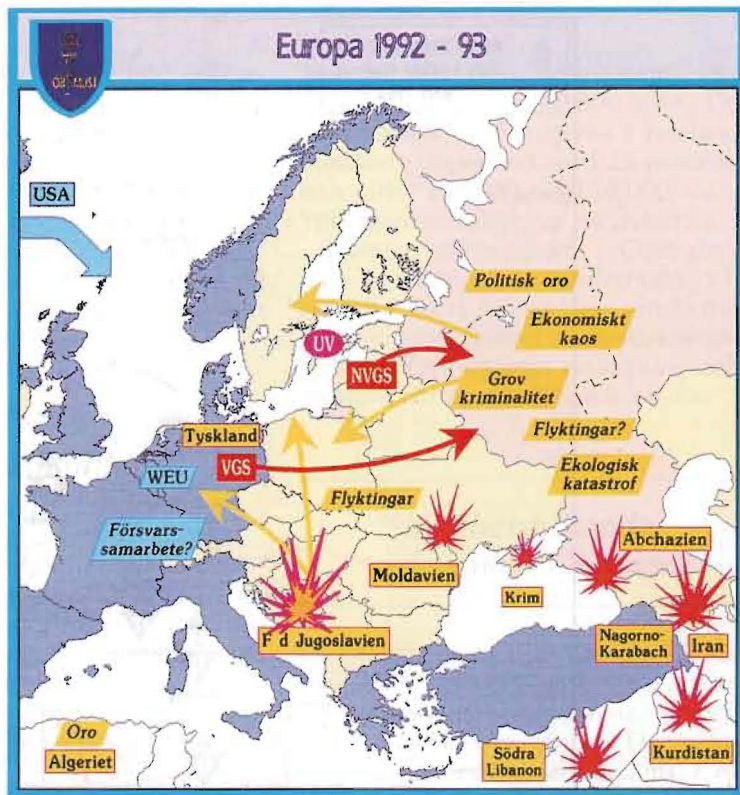 Europa 1992 - 93
USA
Politisk oro
Ekonomiskt
kaos
UV
NVGS
Grov
kriminalitet
Tyskland
Flyktingar?
WEU
VGS
Ekologisk
katastrof
Flyktingar
Försvars-
samarbete?
Abchazien
Moldavien
Krim
F d Jugoslavien
Nagorno-
Karabach
Iran
Oro
Algeriet
Södra
Libanon
Kurdistan